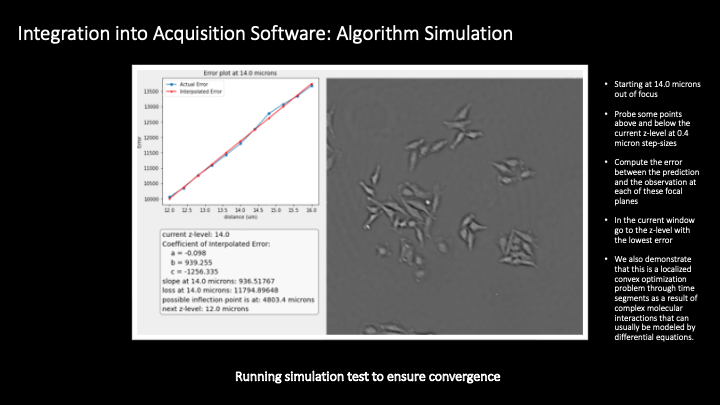 Integration into Acquisition Software: Algorithm Simulation
Error plot at 14.0 microns
Actual Error
Interpolated Error
13500
13000
12500
12000
11500
11000
10500
10000
Error
12.0 12.5 13.0 13.5 14.0 14.5 15.0 15.5 16.0
distance (um)
current z-level: 14.0
Coefficient of Interpolated Error:
a = -0.098
b = 939.255
c = -1256.335
slope at 14.0 microns: 936.51767
loss at 14.0 microns: 11794.89648
possible inflection point is at: 4803.4 microns
next z-level: 12.0 microns
• Starting at 14.0 microns
out of focus
• Probe some points
above and below the
current z-level at 0.4
micron step-sizes
• Compute the error
between the prediction
and the observation at
each of these focal
planes
• In the current window
go to the z-level with
the lowest error
• We also demonstrate
that this is a localized
convex optimization
problem through time
segments as a result of
complex molecular
interactions that can
usually be modeled by
differential equations.
Running simulation test to ensure convergence